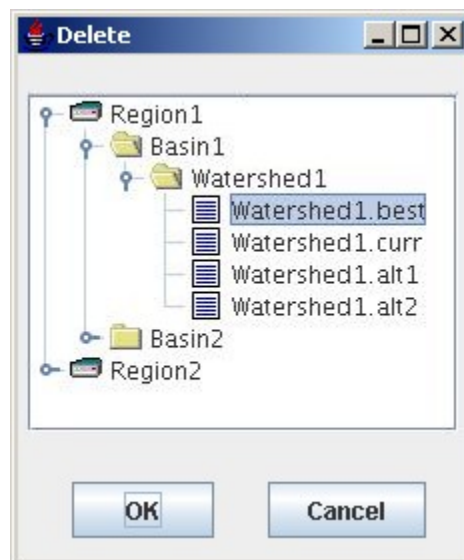 Delete
Region1
Basin1
Watershed1
Watershed1.best
Watershed1.curr
Watershed1.alt1
Watershed1.alt2
Basin2
Region2
OK Cancel